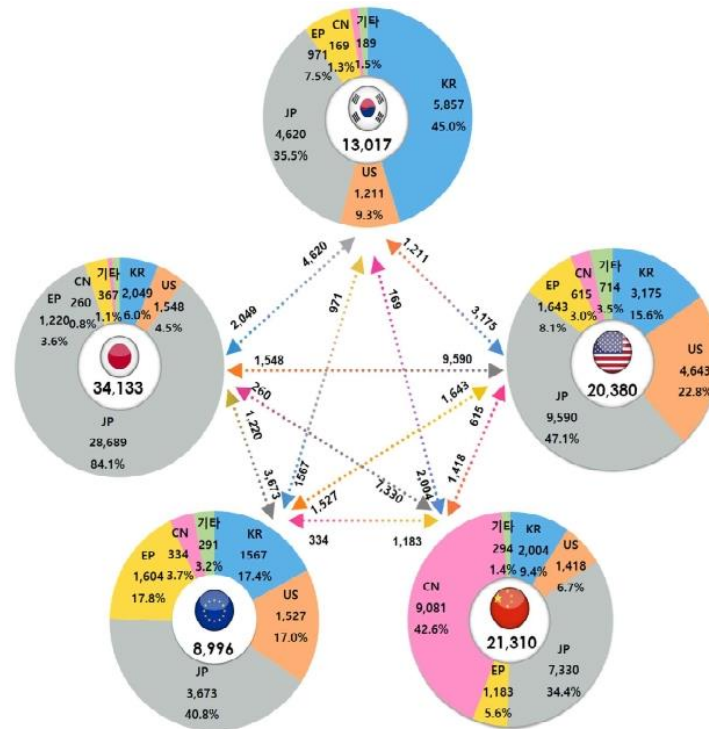 CN
기타
EP
169
189
971
1.3%
1.5%
7.5%
KR
5,857
45.0%
JP
4,620
35.5%
13,017
US
1,211
9.3%
4,620
1,211
971
169
2,049
3,175
CN
기타
KR
US
EP
260
367
2,049
1,548
1,220
0.8%
1.1%
6.0%
4.5%
3.6%
34,133
JP
28,689
84.1%
CN
기타
KR
EP
615
714
3,175
1,643
3.0%
3.5%
15.6%
8.1%
US
4,643
22.8%
20,380
JP
9,590
47.1%
1,548
9,590
260
1,643
1,220
615
3,673
1567
1,527
7,330
2,004
1,418
334
1,183
CN
기타
KR
EP
334
291
1567
1,604
3.7%
3.2%
17.4%
17.8%
US
1,527
17.0%
8,996
JP
3,673
40.8%
기타
KR
US
294
2,004
1,418
1.4%
9.4%
6.7%
CN
9,081
42.6%
21,310
JP
7,330
34.4%
EP
1,183
5.6%